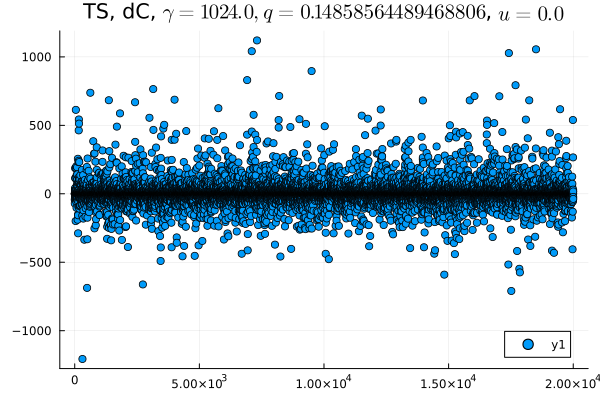 TS, dC, γ = 1024.0, q = 0.14858564489468806, u = 0.0
1000
500
0
−500
−1000
y1
0 5.00×10³ 1.00×10⁴ 1.50×10⁴ 2.00×10⁴